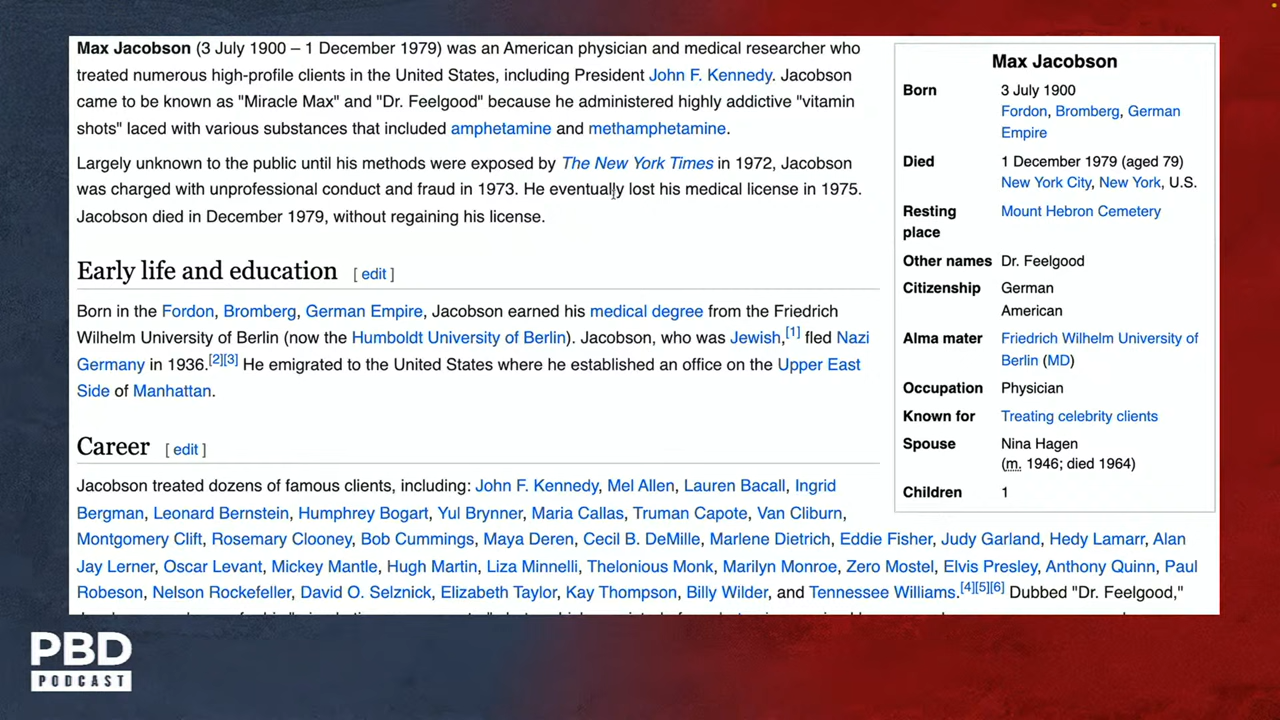 Max Jacobson (3 July 1900 – 1 December 1979) was an American physician and medical researcher who
treated numerous high-profile clients in the United States, including President John F. Kennedy. Jacobson
came to be known as "Miracle Max" and "Dr. Feelgood" because he administered highly addictive "vitamin
shots" laced with various substances that included amphetamine and methamphetamine.
Largely unknown to the public until his methods were exposed by The New York Times in 1972, Jacobson
was charged with unprofessional conduct and fraud in 1973. He eventually lost his medical license in 1975.
Jacobson died in December 1979, without regaining his license.
Early life and education [ edit ]
Born in the Fordon, Bromberg, German Empire, Jacobson earned his medical degree from the Friedrich
Wilhelm University of Berlin (now the Humboldt University of Berlin). Jacobson, who was Jewish,[1] fled Nazi
Germany in 1936.[2][3] He emigrated to the United States where he established an office on the Upper East
Side of Manhattan.
Career [ edit ]
Jacobson treated dozens of famous clients, including: John F. Kennedy, Mel Allen, Lauren Bacall, Ingrid
Bergman, Leonard Bernstein, Humphrey Bogart, Yul Brynner, Maria Callas, Truman Capote, Van Cliburn,
Montgomery Clift, Rosemary Clooney, Bob Cummings, Maya Deren, Cecil B. DeMille, Marlene Dietrich, Eddie Fisher, Judy Garland, Hedy Lamarr, Alan
Jay Lerner, Oscar Levant, Mickey Mantle, Hugh Martin, Liza Minnelli, Thelonious Monk, Marilyn Monroe, Zero Mostel, Elvis Presley, Anthony Quinn, Paul
Robeson, Nelson Rockefeller, David O. Selznick, Elizabeth Taylor, Kay Thompson, Billy Wilder, and Tennessee Williams.[4][5][6] Dubbed "Dr. Feelgood,"
Max Jacobson
Born 3 July 1900
Fordon, Bromberg, German
Empire
Died 1 December 1979 (aged 79)
New York City, New York, U.S.
Resting Mount Hebron Cemetery
place
Other names Dr. Feelgood
Citizenship German
American
Alma mater Friedrich Wilhelm University of
Berlin (MD)
Occupation Physician
Known for Treating celebrity clients
Spouse Nina Hagen
(m. 1946; died 1964)
Children 1
PBD
PODCAST